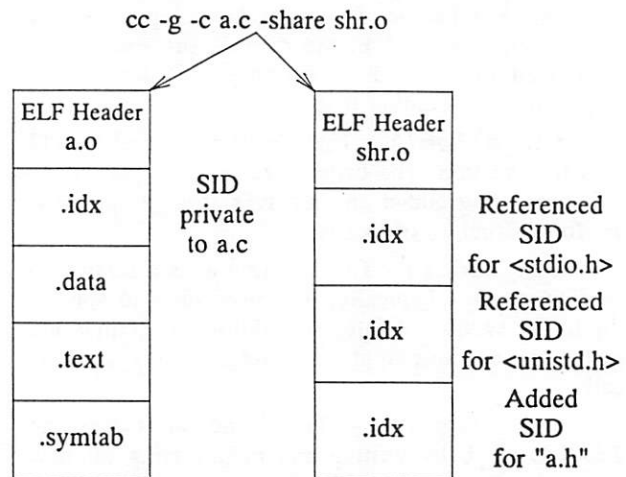 cc -g -c a.c -share shr.o
ELF Header
a.o
.idx
.data
.text
.symtab
SID
private
to a.c
ELF Header
shr.o
.idx
.idx
.idx
Referenced
SID
for <stdio.h>
Referenced
SID
for <unistd.h>
Added
SID
for "a.h"